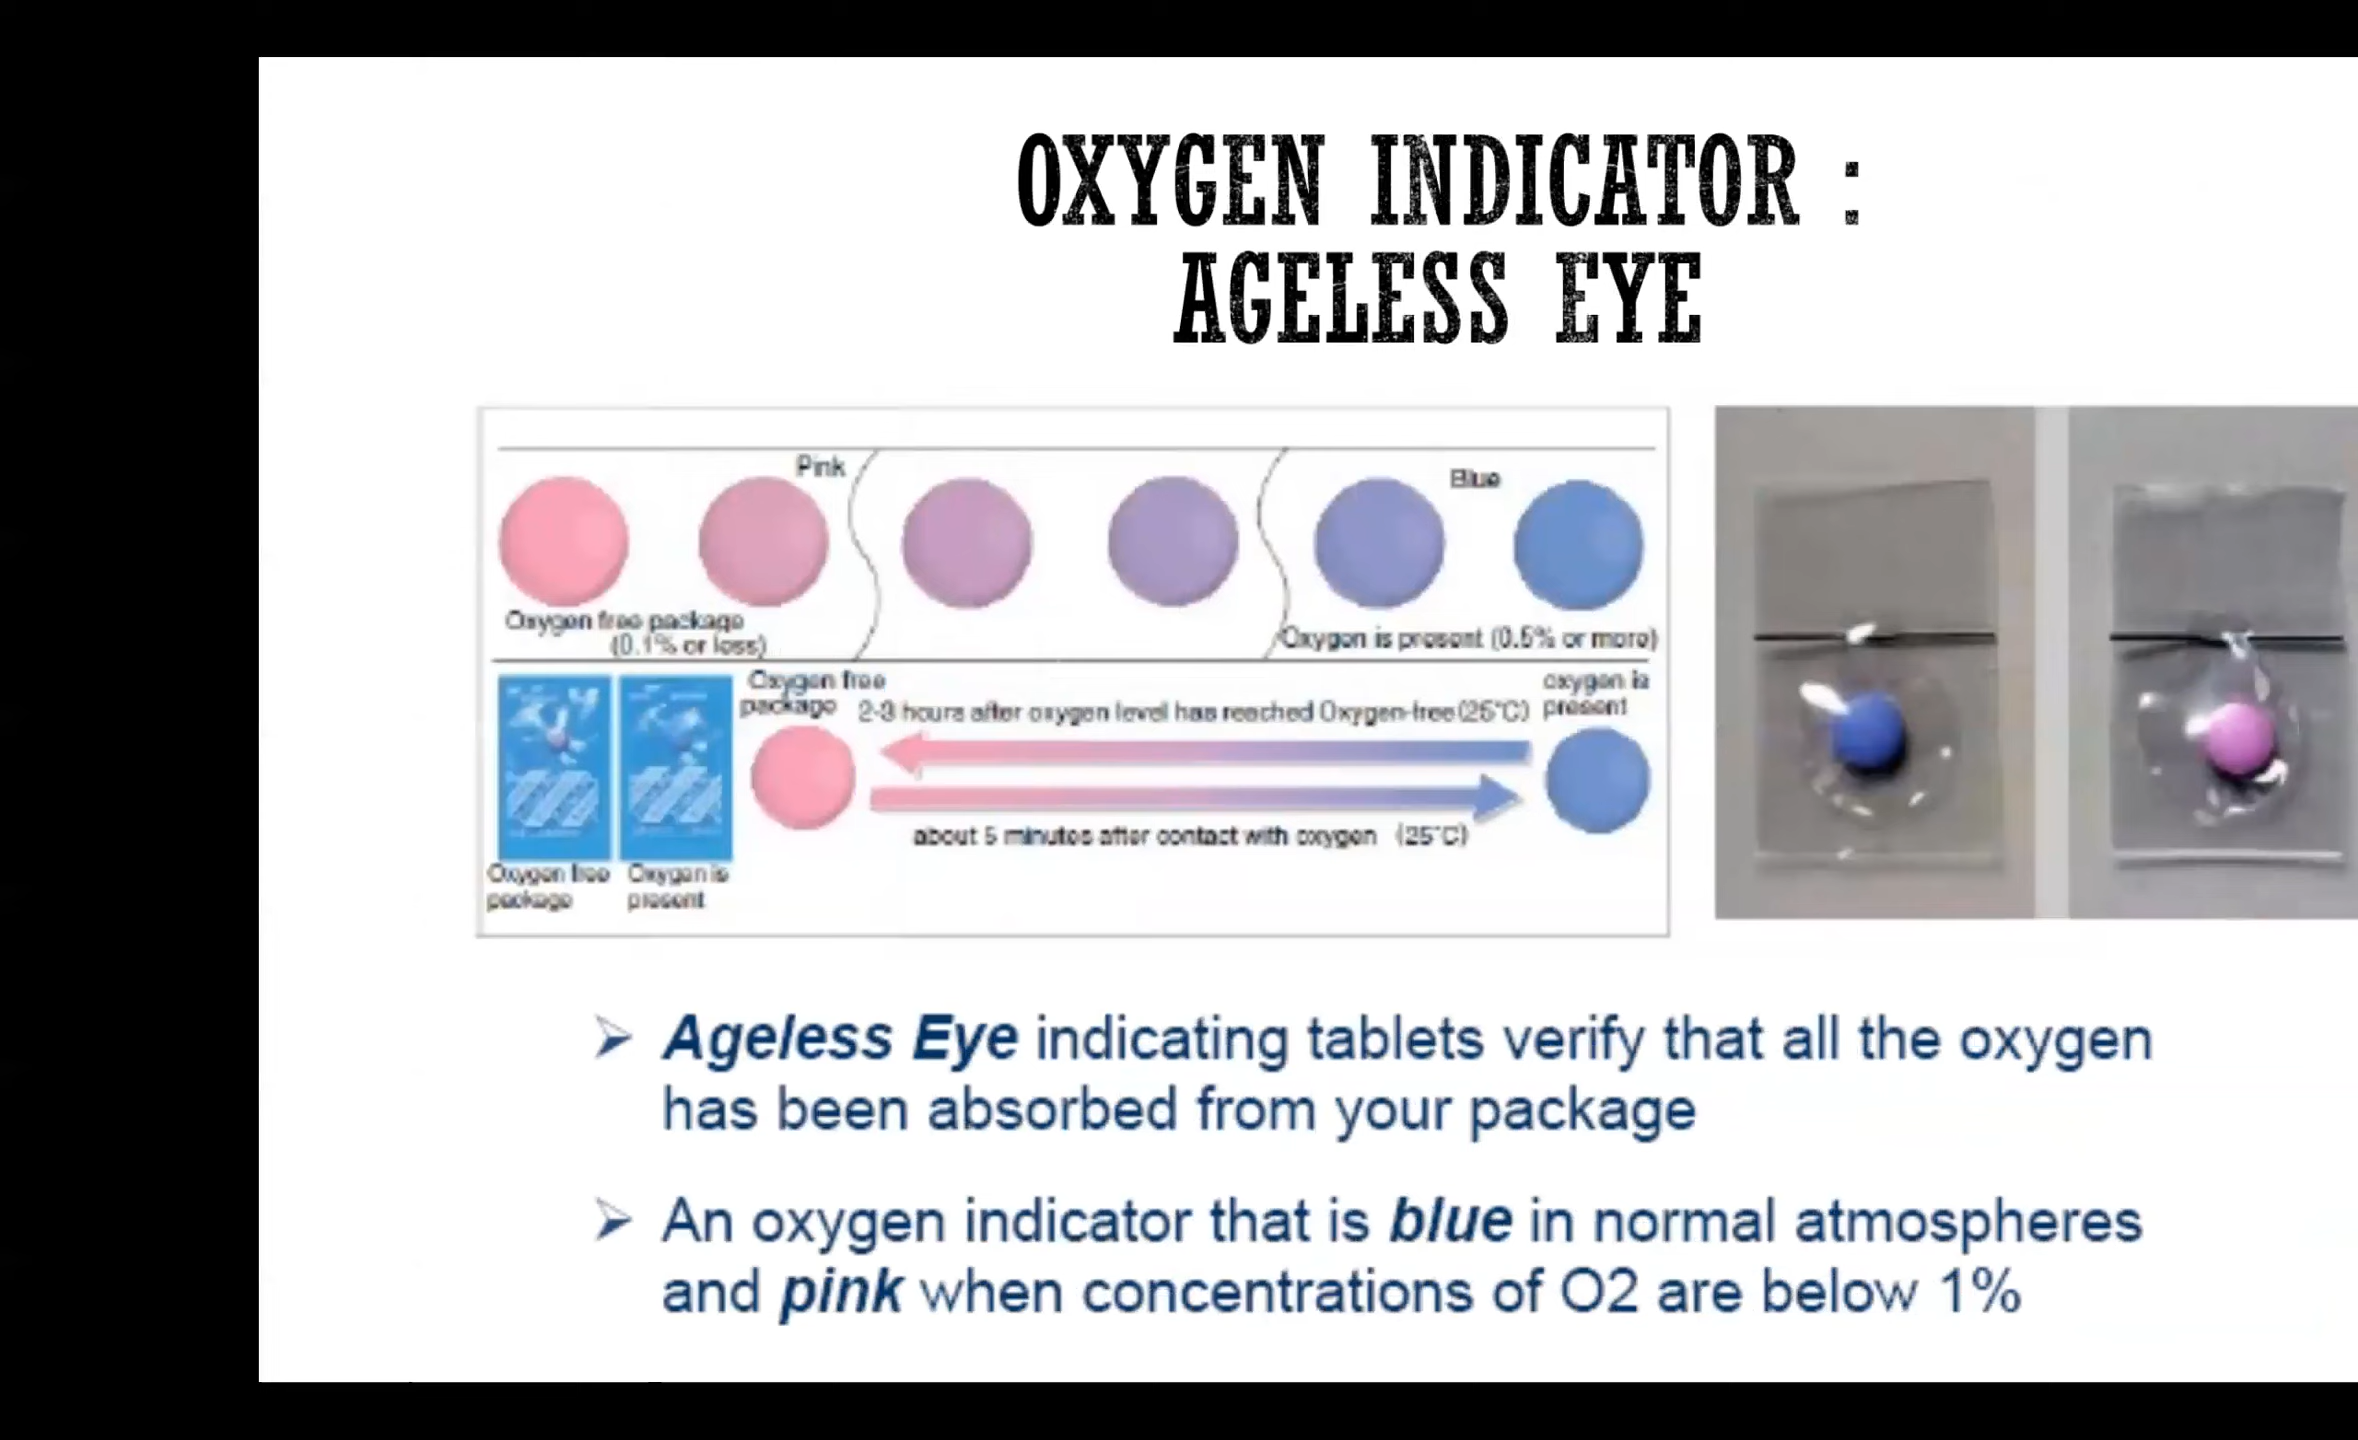 OXYGEN INDICATOR :
AGELESS EYE
Pink
Blue
Oxygen free package
(0.1% or loss)
Oxygen is present (0.5% or more)
Oxygen free
package
2-3 hours after oxygen level has reached Oxygen-free(25°C)
oxygen is
present
about 5 minutes after contact with oxygen (25°C)
Oxygen free
package
Oxygen is
present
➢ Ageless Eye indicating tablets verify that all the oxygen
has been absorbed from your package
➢ An oxygen indicator that is blue in normal atmospheres
and pink when concentrations of O2 are below 1%